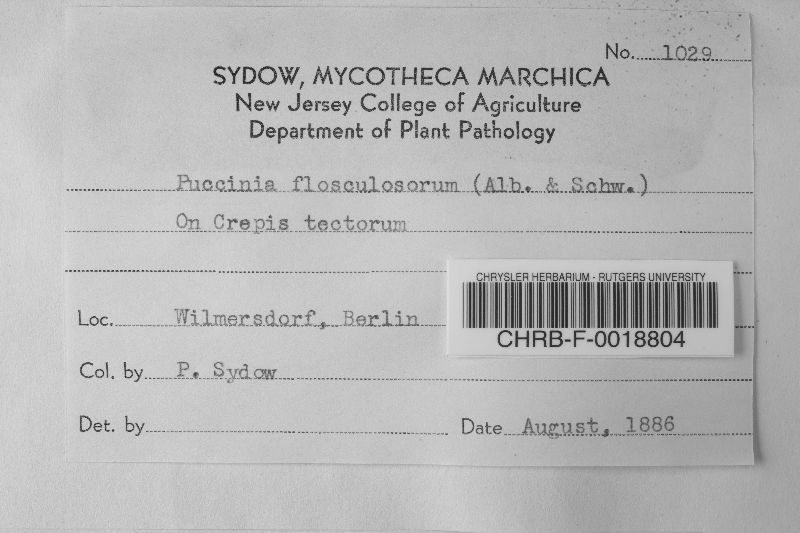 No. 1029
SYDOW, MYCOTHECA MARCHICA
New Jersey College of Agriculture
Department of Plant Pathology
Puccinia flosculosorum (Alb. & Schw.)
On Crepis tectorum
CHRYSLER HERBARIUM - RUTGERS UNIVERSITY
CHRB-F-0018804
Loc. Wilmersdorf, Berlin
Col. by P. Sydow
Det. by
Date August, 1886